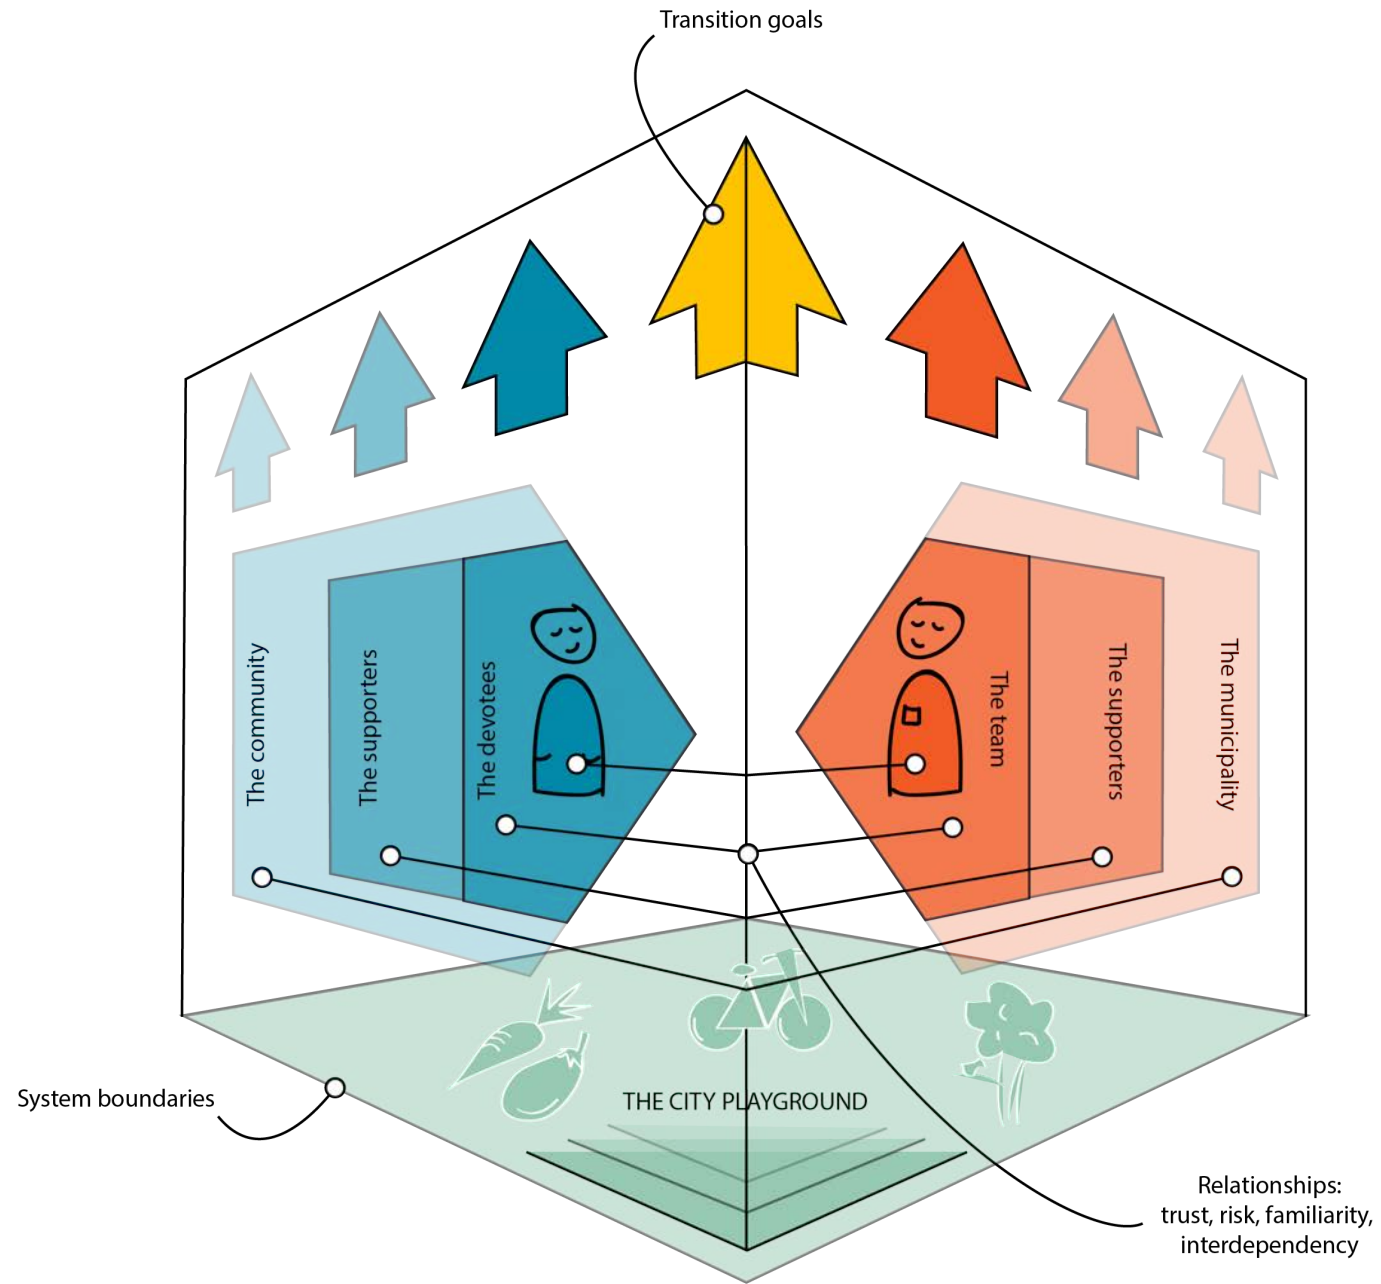 Transition goals
The community
The supporters
The devotees
The team
The supporters
The municipality
System boundaries
THE CITY PLAYGROUND
Relationships:
trust, risk, familiarity,
interdependency